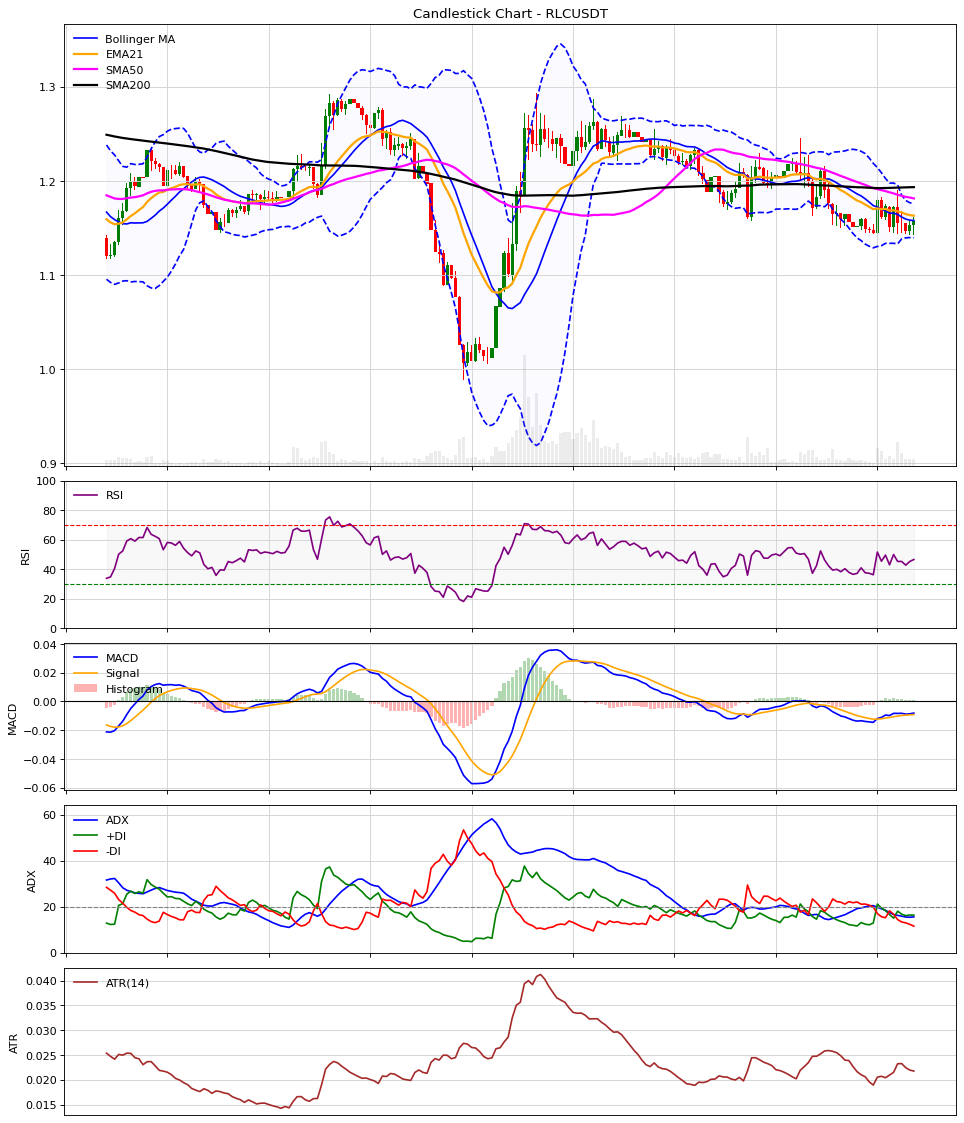 Candlestick Chart - RLCUSDT
Bollinger MA
EMA21
SMA50
SMA200
1.3
1.2
1.1
1.0
0.9
RSI
RSI
100
80
60
40
20
0
MACD
MACD
Signal
Histogram
0.04
0.02
0.00
−0.02
−0.04
−0.06
ADX
ADX
+DI
-DI
60
40
20
0
ATR
ATR(14)
0.040
0.035
0.030
0.025
0.020
0.015